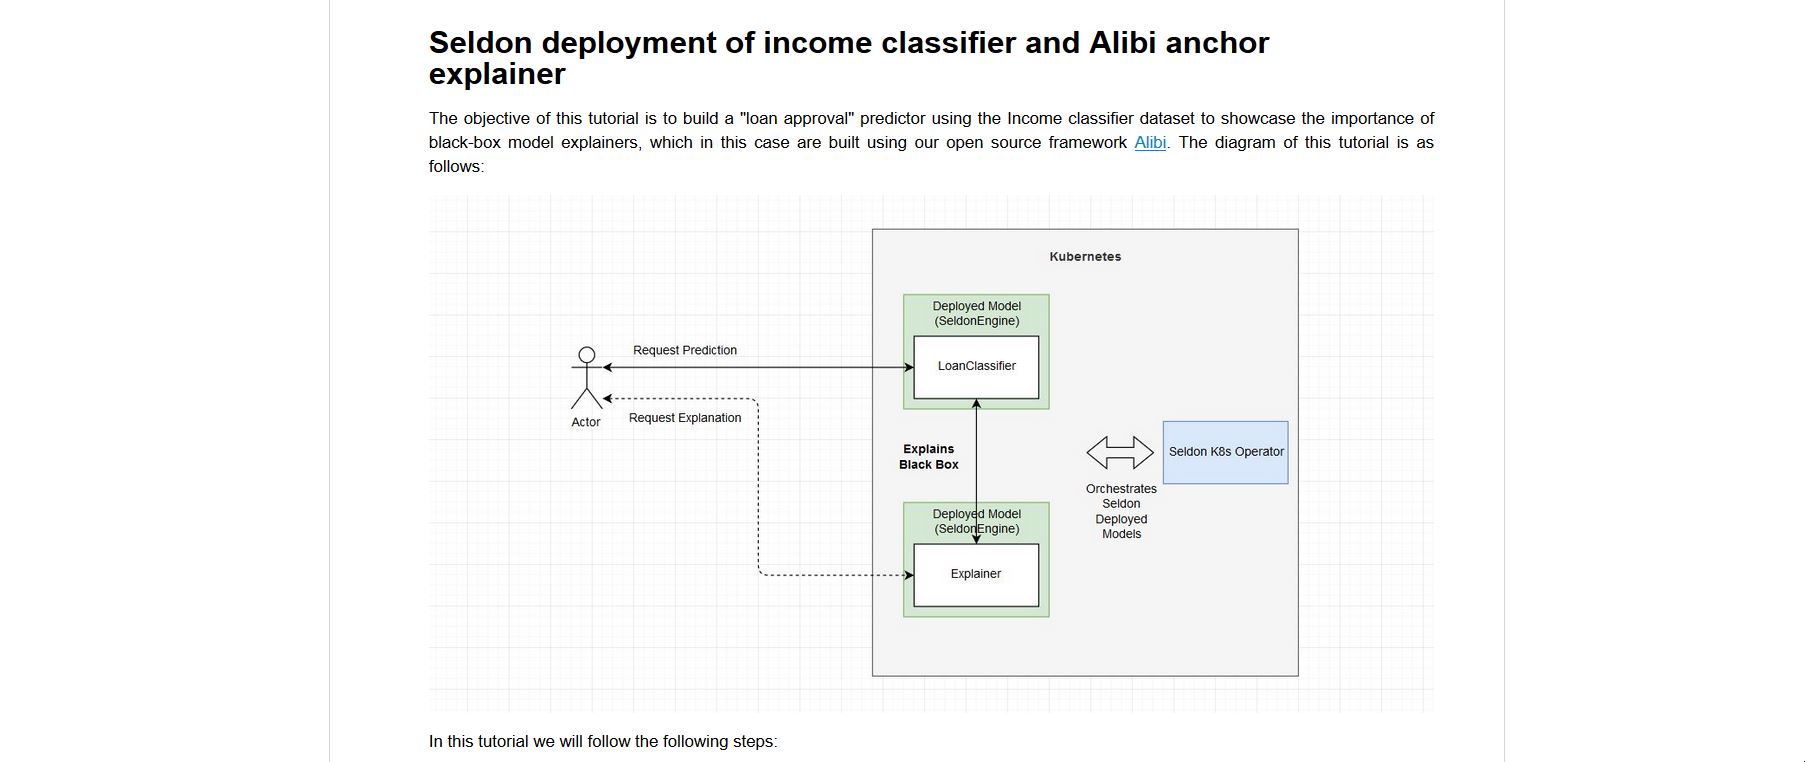 Seldon deployment of income classifier and Alibi anchor
explainer
The objective of this tutorial is to build a "loan approval" predictor using the Income classifier dataset to showcase the importance of
black-box model explainers, which in this case are built using our open source framework Alibi. The diagram of this tutorial is as
follows:
Kubernetes
Deployed Model
(SeldonEngine)
LoanClassifier
Request Prediction
Actor
Request Explanation
Explains
Black Box
Seldon K8s Operator
Orchestrates
Seldon
Deployed
Models
Deployed Model
(SeldonEngine)
Explainer
In this tutorial we will follow the following steps: